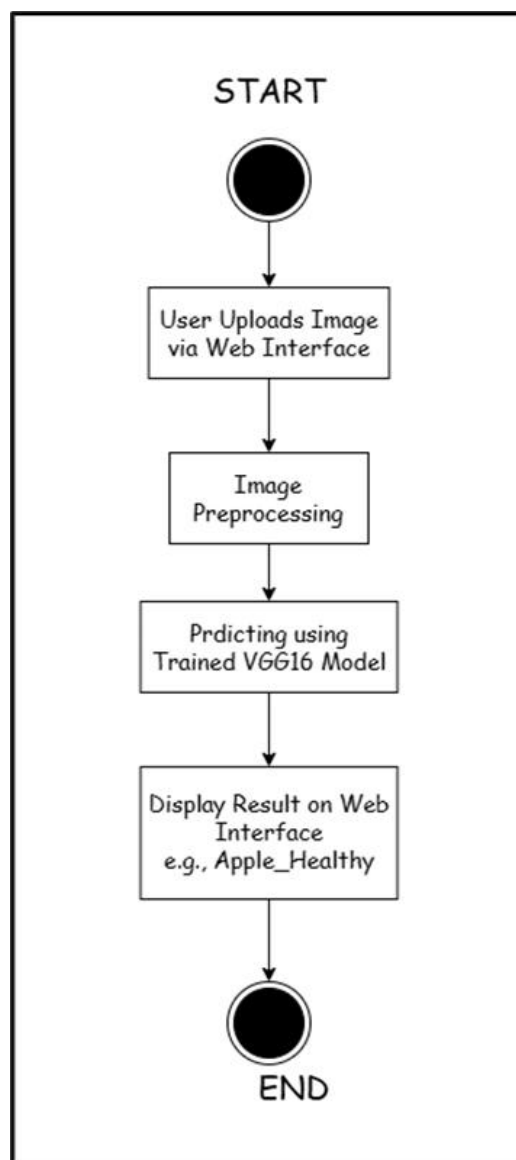 START
User Uploads Image
via Web Interface
Image
Preprocessing
Prdicting using
Trained VGG16 Model
Display Result on Web
Interface
e.g., Apple_Healthy
END